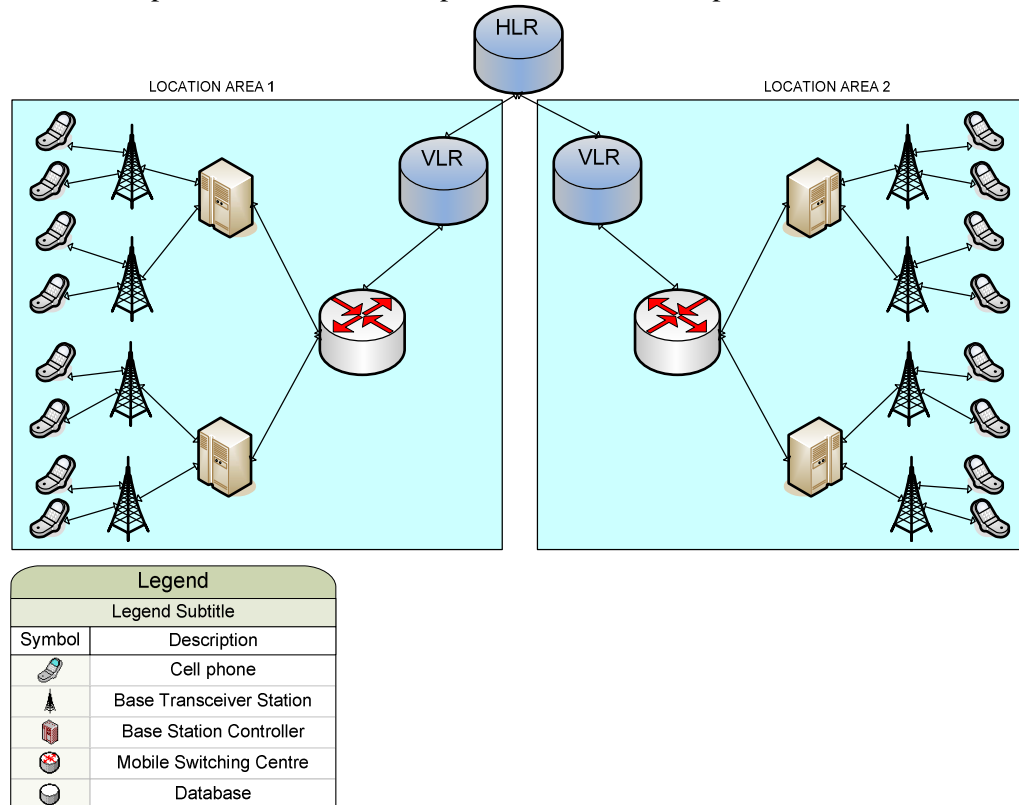 HLR
LOCATION AREA 1
LOCATION AREA 2
VLR
VLR
Legend
Legend Subtitle
Symbol Description
Cell phone
Base Transceiver Station
Base Station Controller
Mobile Switching Centre
Database